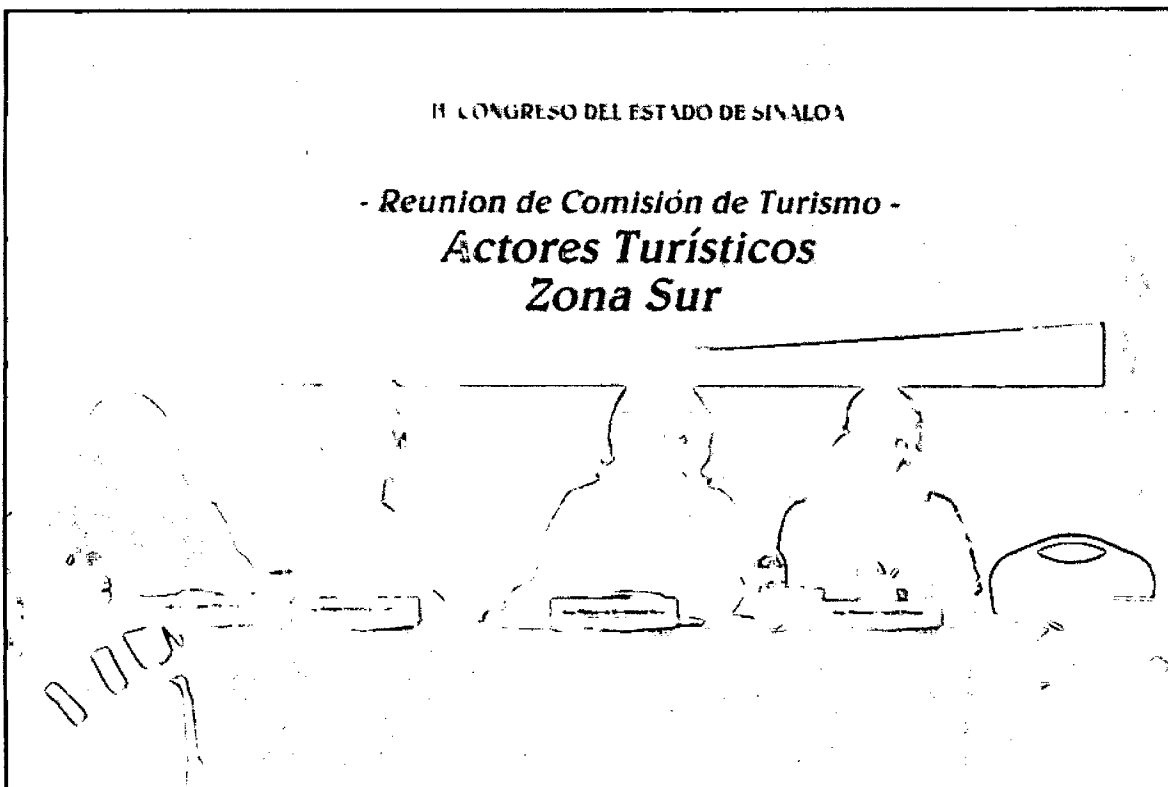 H. CONGRESO DEL ESTADO DE SINALOA
- Reunion de Comisión de Turismo -
Actores Turísticos
Zona Sur